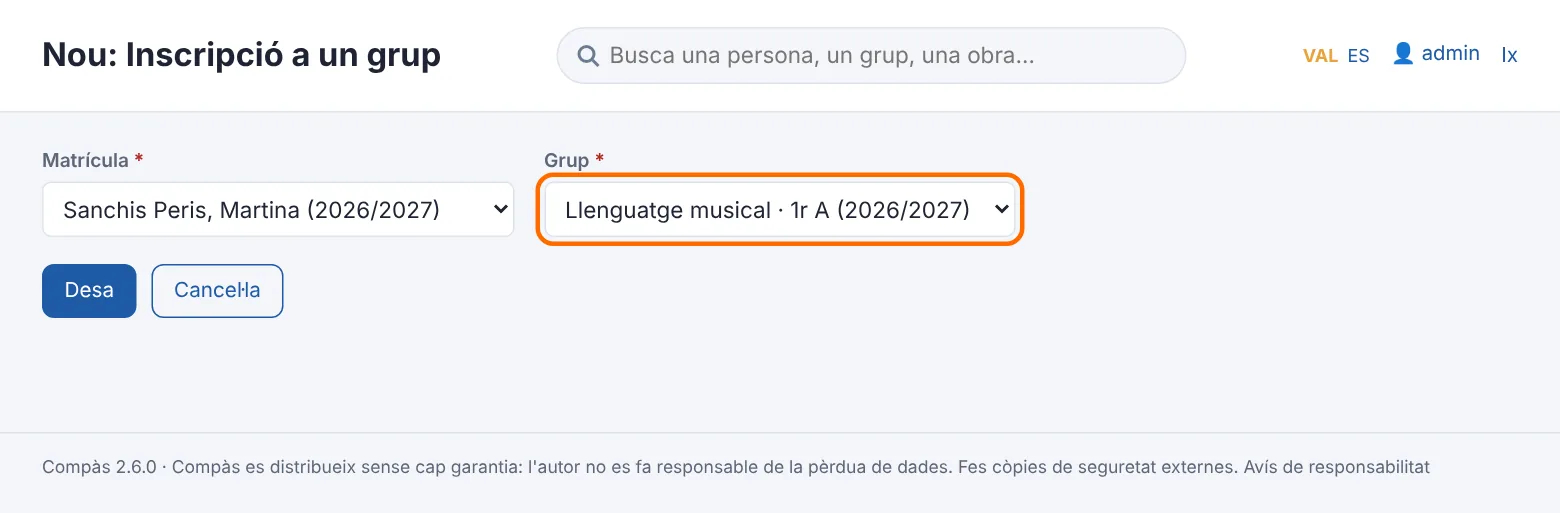 Nou: Inscripció a un grup
Busca una persona, un grup, una obra...
VAL ES 👤 admin Ix
Matrícula *
Grup *
Sanchis Peris, Martina (2026/2027)
Llenguatge musical · 1r A (2026/2027)
Desa
Cancel·la
Compàs 2.6.0 · Compàs es distribueix sense cap garantia: l'autor no es fa responsable de la pèrdua de dades. Fes còpies de seguretat externes. Avís de responsabilitat